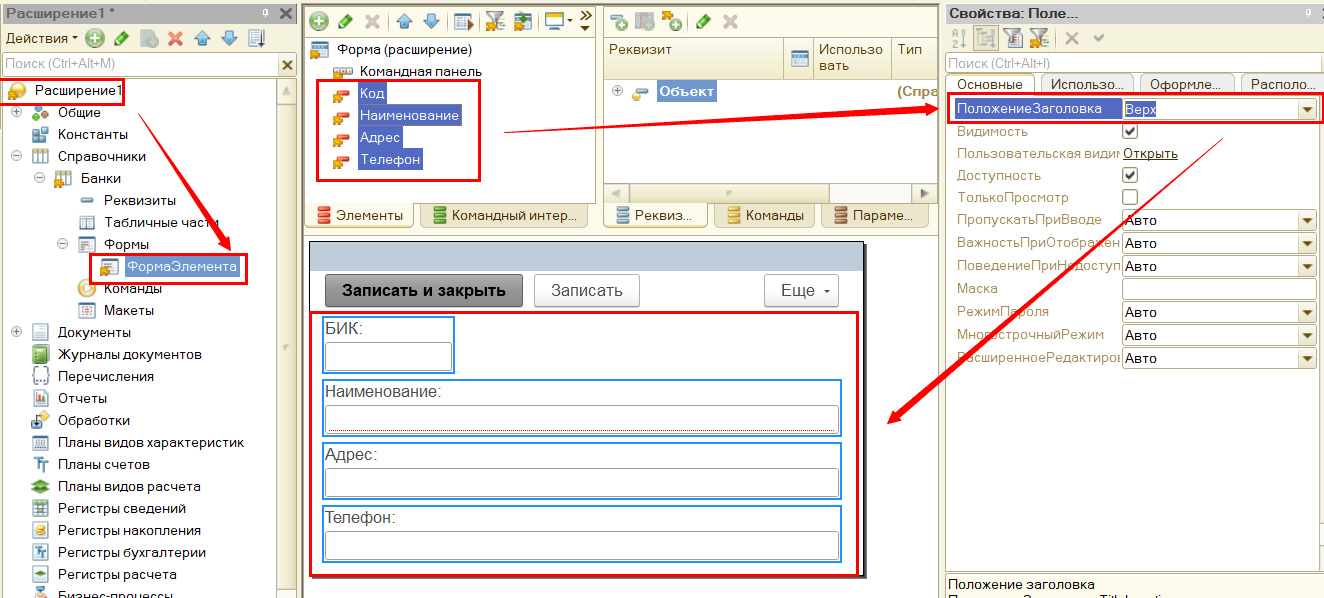 Расширение1 *
Действия
Поиск (Ctrl+Alt+M)
Расширение1
Общие
Константы
Справочники
Банки
Реквизиты
Табличные части
Формы
ФормаЭлемента
Команды
Макеты
Документы
Журналы документов
Перечисления
Отчеты
Обработки
Планы видов характеристик
Планы счетов
Планы видов расчета
Регистры сведений
Регистры накопления
Регистры бухгалтерии
Регистры расчета
Бизнес-процессы
Форма (расширение)
Командная панель
Код
Наименование
Адрес
Телефон
Элементы
Командный интер...
Реквизит
Использо
вать
Тип
Объект
(Спра
Реквиз...
Команды
Параме...
Записать и закрыть
Записать
Еще
БИК:
Наименование:
Адрес:
Телефон:
Свойства: Поле...
Поиск (Ctrl+Alt+I)
Основные
Использо...
Оформле...
Располо...
ПоложениеЗаголовка Верх
Видимость
Пользовательская видим Открыть
Доступность
ТолькоПросмотр
ПропускатьПриВводе Авто
ВажностьПриОтображен Авто
ПоведениеПриНедоступ Авто
Маска
РежимПароля Авто
МногострочныйРежим Авто
РасширенноеРедактиров Авто
Положение заголовка